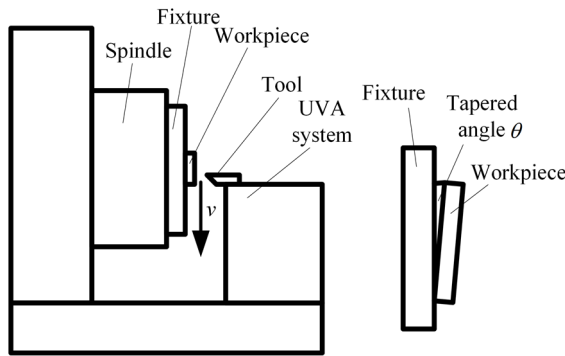 Fixture
Spindle
Workpiece
Tool
UVA
system
v
Fixture
Tapered
angle θ
Workpiece